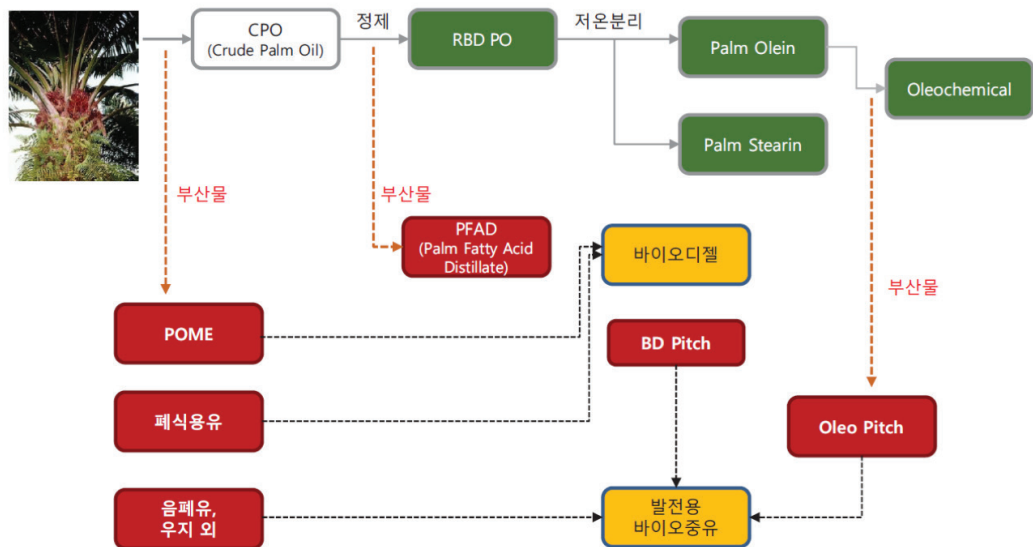 CPO
(Crude Palm Oil)
정제
RBD PO
저온분리
Palm Olein
Oleochemical
Palm Stearin
부산물
부산물
PFAD
(Palm Fatty Acid
Distillate)
바이오디젤
부산물
POME
BD Pitch
폐식용유
Oleo Pitch
음폐유,
우지 외
발전용
바이오중유